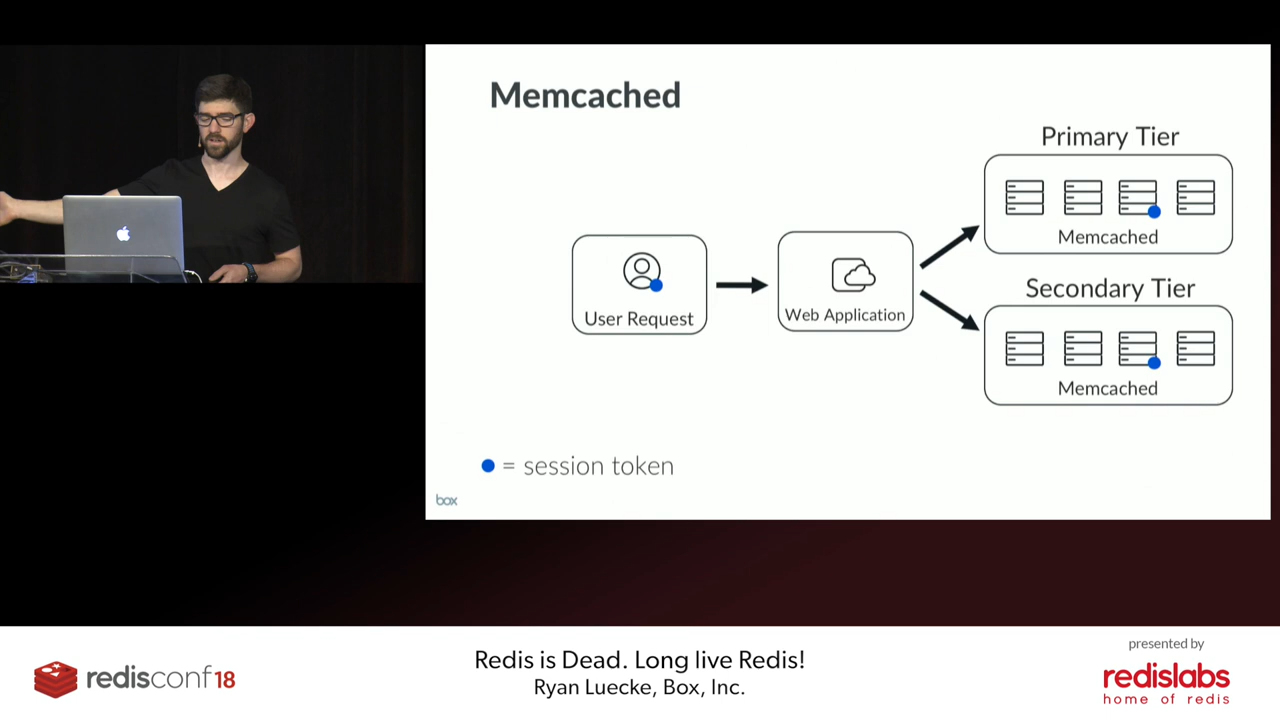 Memcached
Primary Tier
Memcached
User Request
Web Application
Secondary Tier
Memcached
= session token
box
redisconf18
Redis is Dead. Long live Redis!
Ryan Luecke, Box, Inc.
presented by
redislabs
home of redis